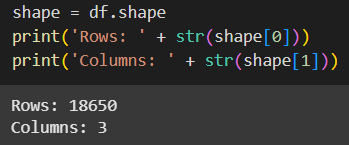 shape = df.shape
print('Rows: ' + str(shape[0]))
print('Columns: ' + str(shape[1]))
Rows: 18650
Columns: 3